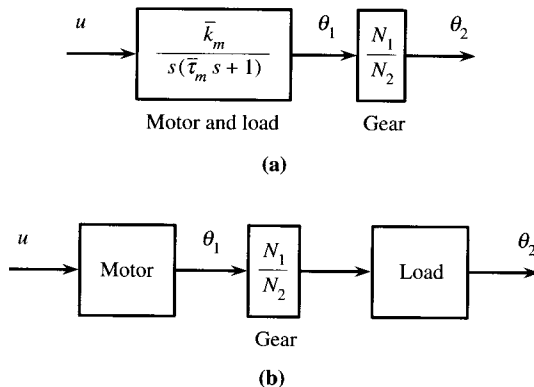 u
k̄_m
s(τ̄_m s + 1)
θ_1
N_1
N_2
θ_2
Motor and load
Gear
(a)
u
Motor
θ_1
N_1
N_2
Load
θ_2
Gear
(b)